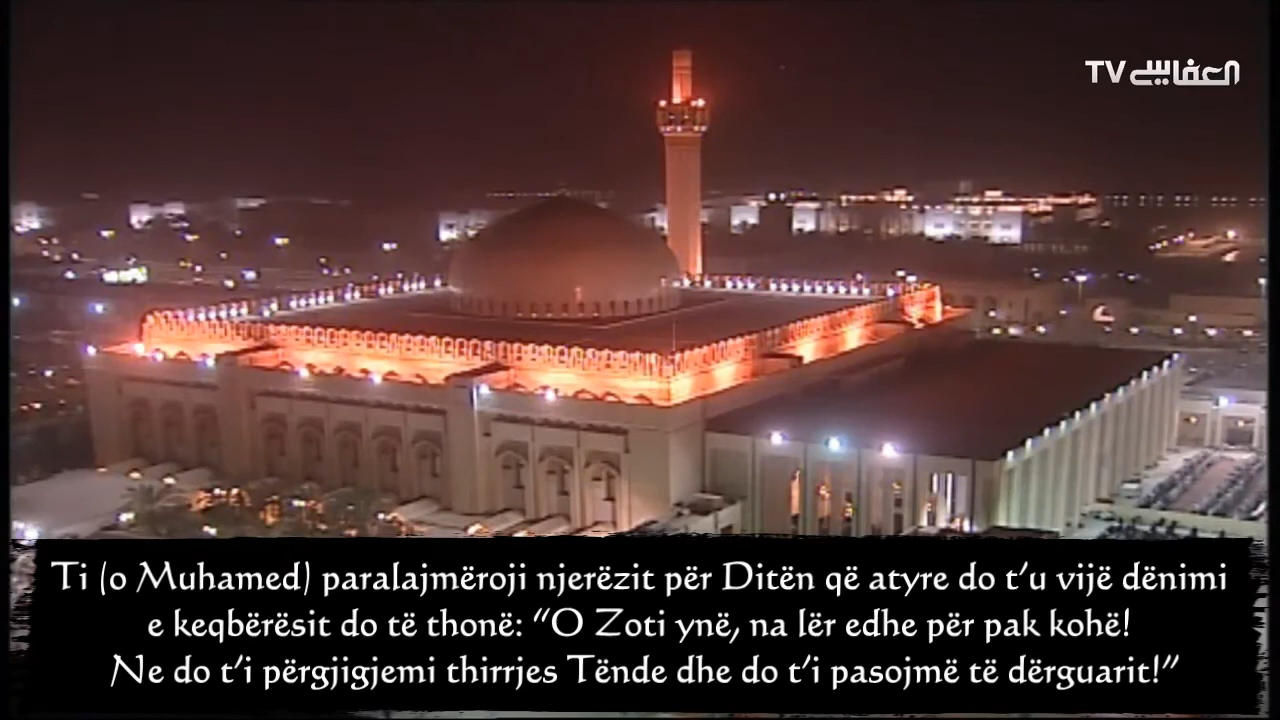 TV العفاسي
Ti (o Muhamed) paralajmëroji njerëzit për Ditën që atyre do t’u vijë dënimi
e keqbërësit do të thonë: “O Zoti ynë, na lër edhe për pak kohë!
Ne do t’i përgjigjemi thirrjes Tënde dhe do t’i pasojmë të dërguarit!”